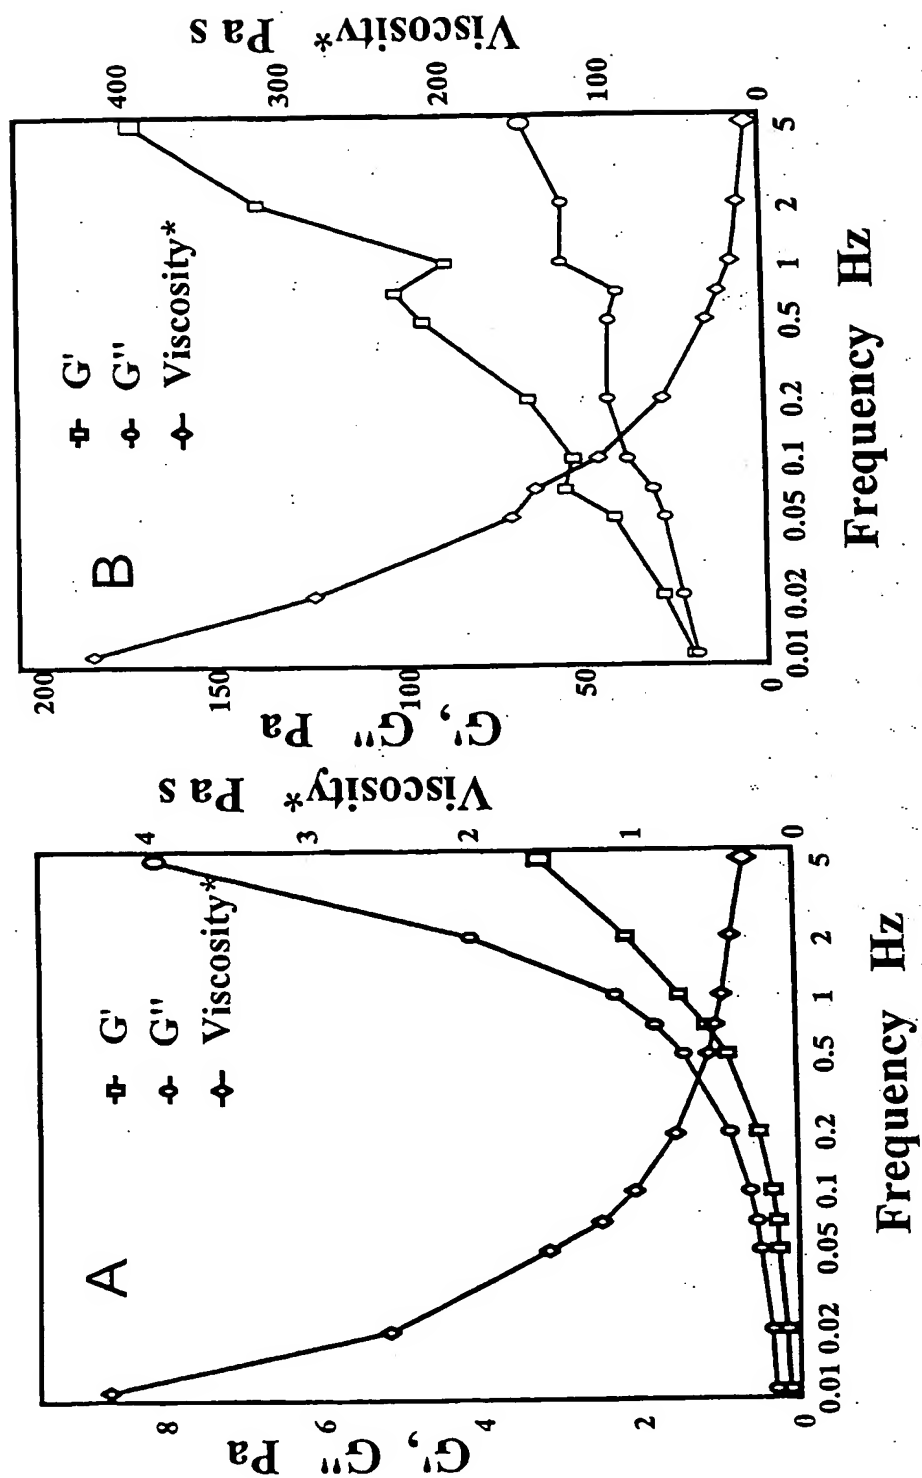 A
G'
G''
Viscosity*
G', G'' Pa
0
2
4
6
8
Viscosity* Pa s
0
1
2
3
4
0.01
0.02
0.05
0.1
0.2
0.5
1
2
5
Frequency Hz
B
G'
G''
Viscosity*
G', G'' Pa
0
50
100
150
200
Viscosity* Pa s
0
100
200
300
400
0.01
0.02
0.05
0.1
0.2
0.5
1
2
5
Frequency Hz